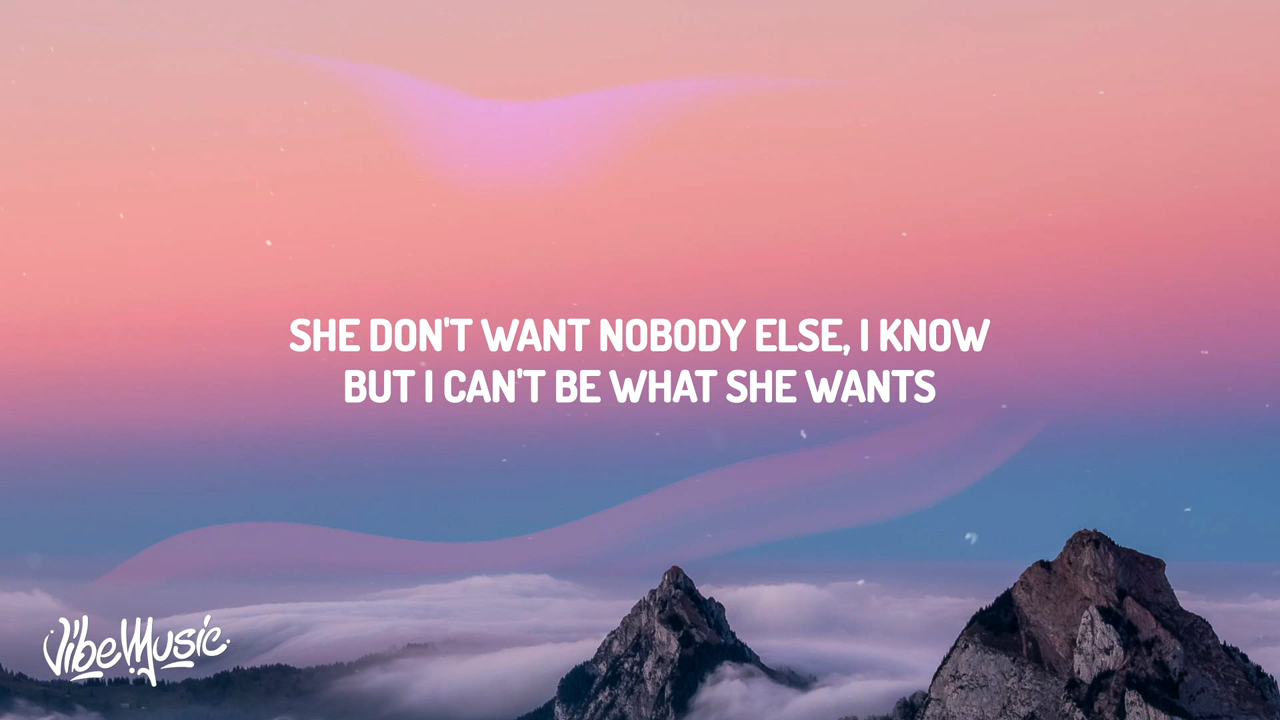 SHE DON'T WANT NOBODY ELSE, I KNOW
BUT I CAN'T BE WHAT SHE WANTS
VibeMusic